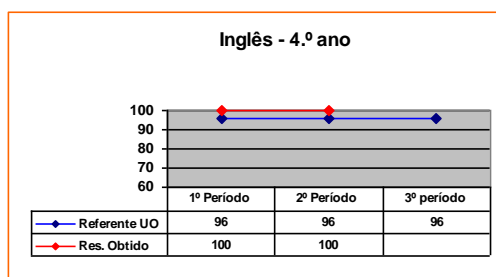 Inglês - 4.º ano
100
90
80
70
60
1º Período 2º Período 3º período
Referente UO 96 96 96
Res. Obtido 100 100